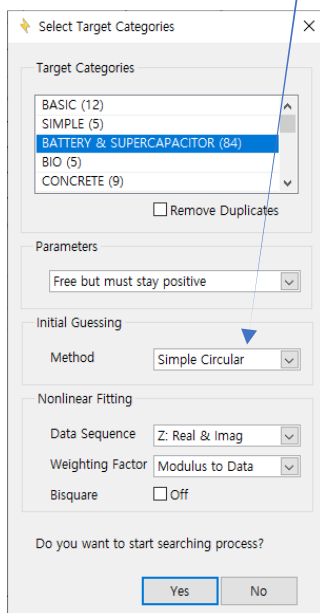 Select Target Categories
Target Categories
BASIC (12)
SIMPLE (5)
BATTERY & SUPERCAPACITOR (84)
BIO (5)
CONCRETE (9)
Remove Duplicates
Parameters
Free but must stay positive
Initial Guessing
Method Simple Circular
Nonlinear Fitting
Data Sequence Z: Real & Imag
Weighting Factor Modulus to Data
Bisquare Off
Do you want to start searching process?
Yes No